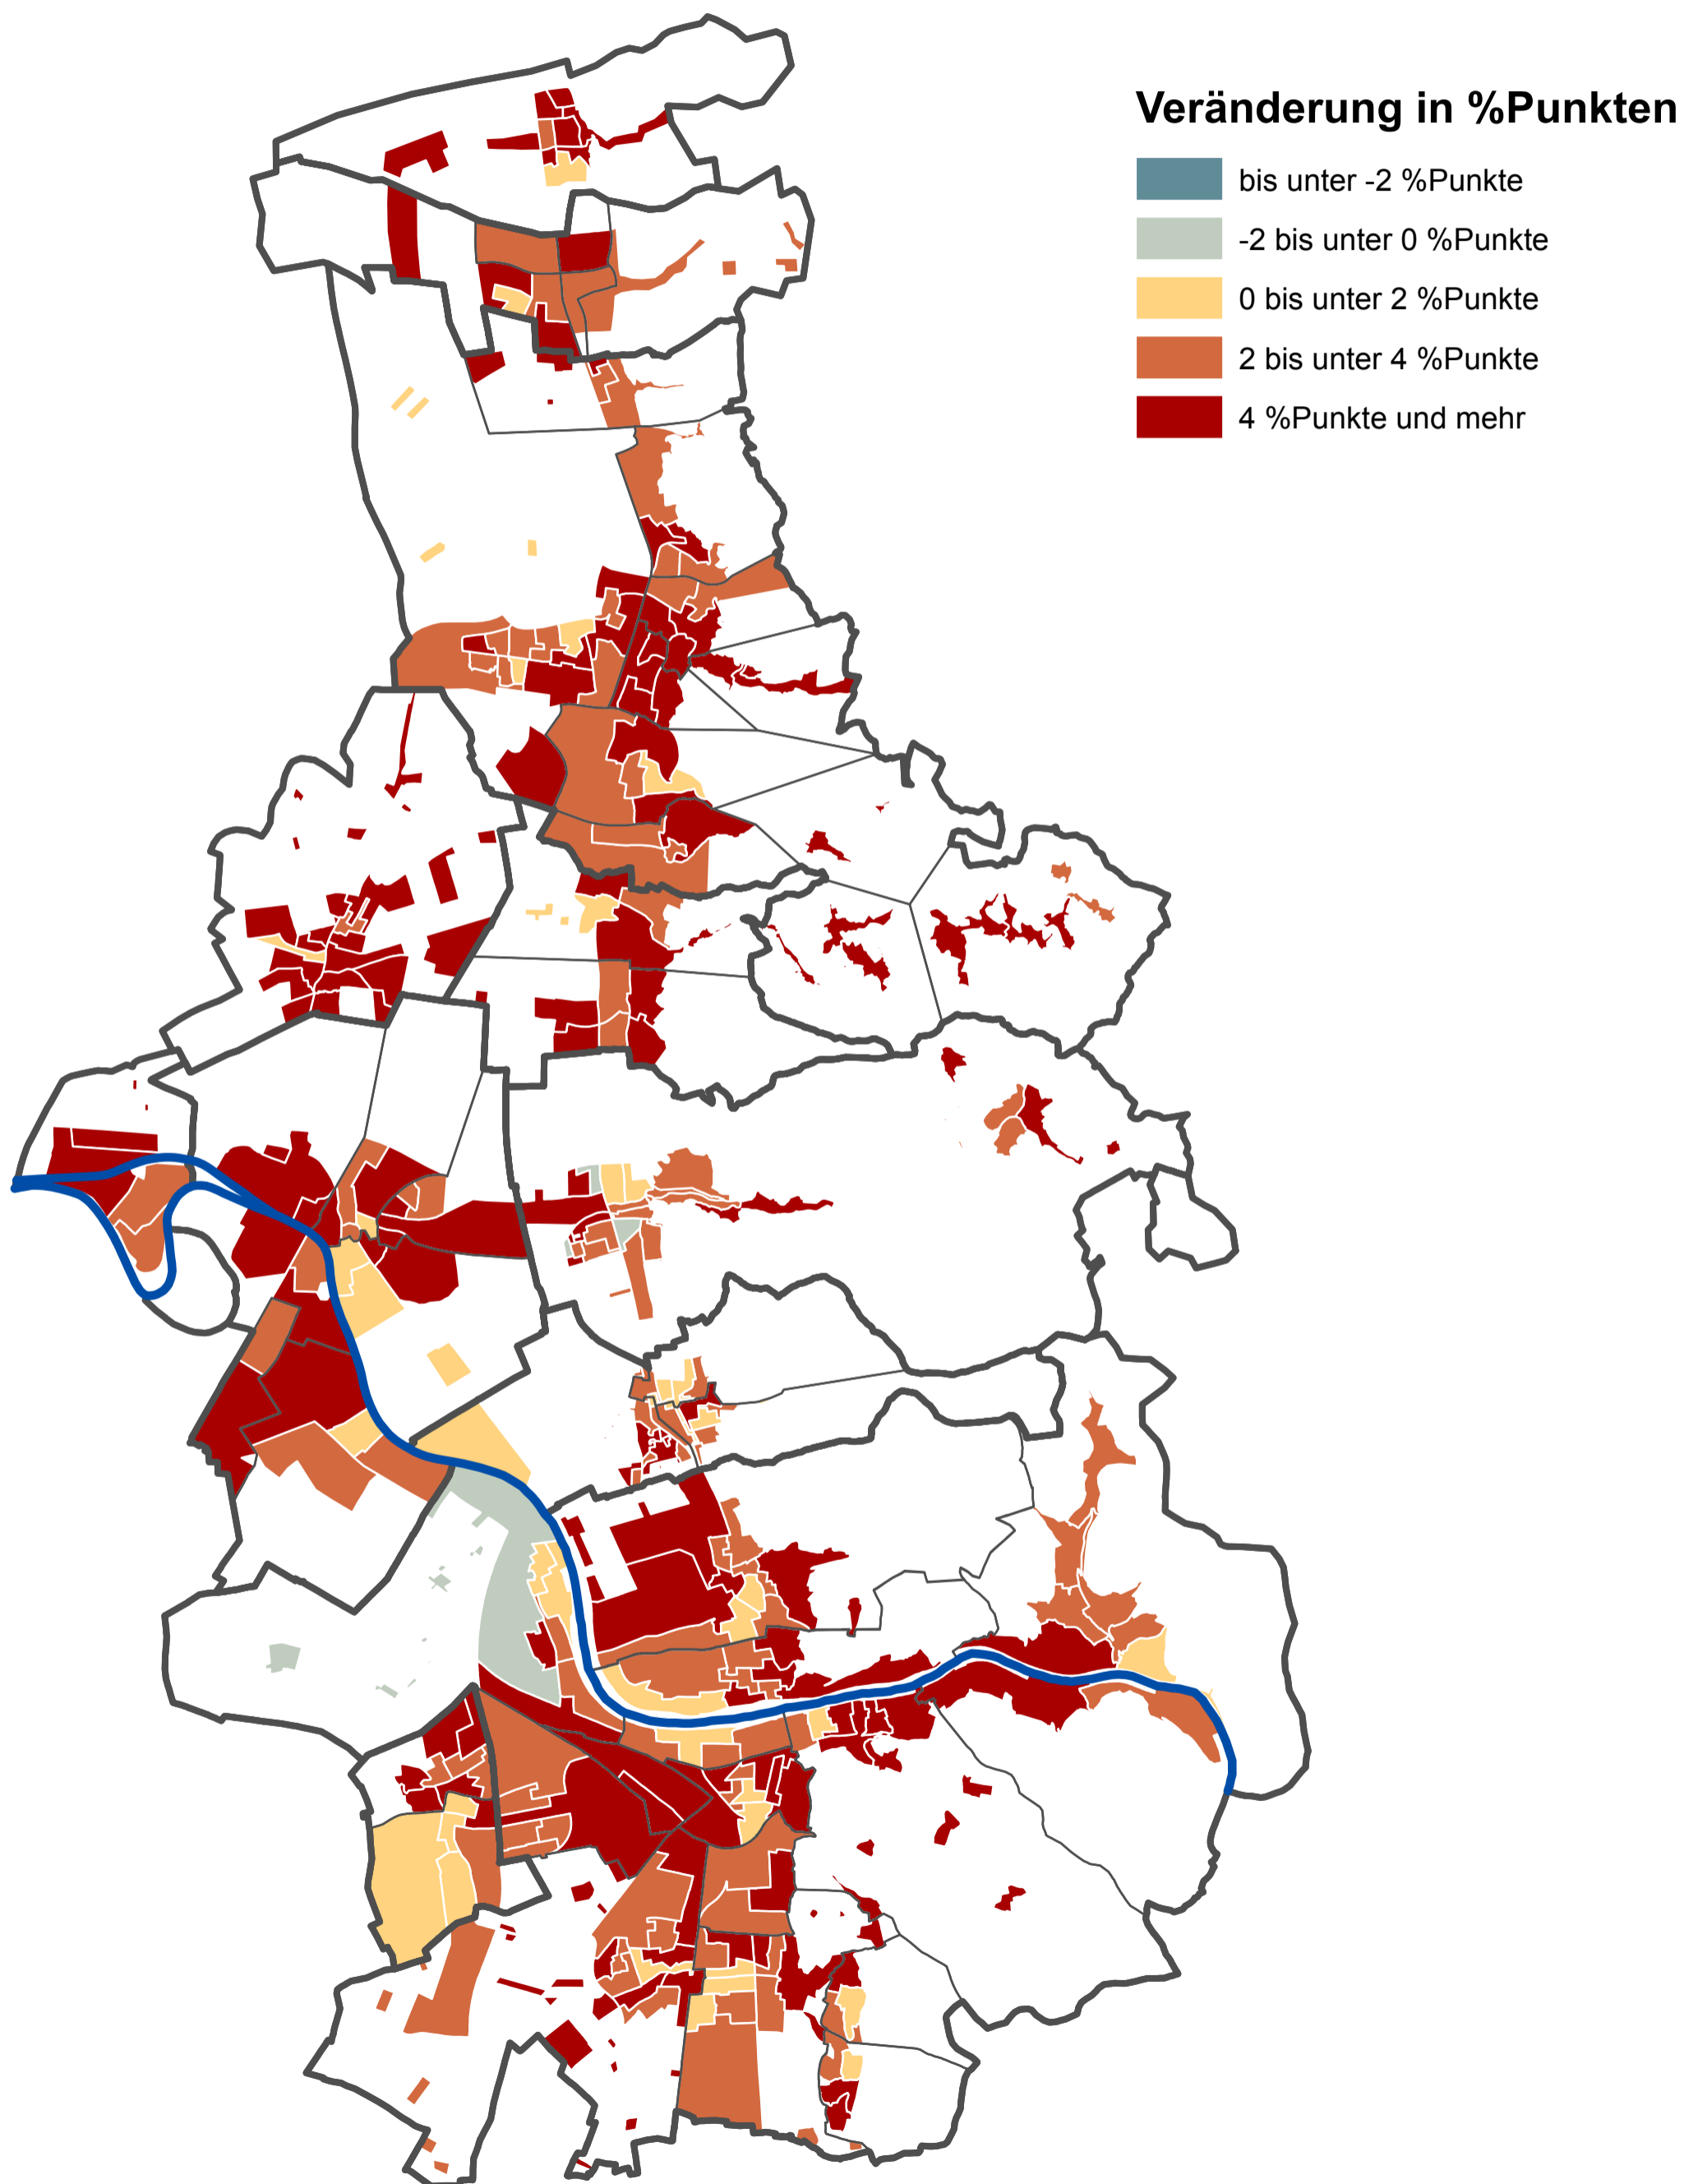 Veränderung in %Punkten
bis unter -2 %Punkte
-2 bis unter 0 %Punkte
0 bis unter 2 %Punkte
2 bis unter 4 %Punkte
4 %Punkte und mehr